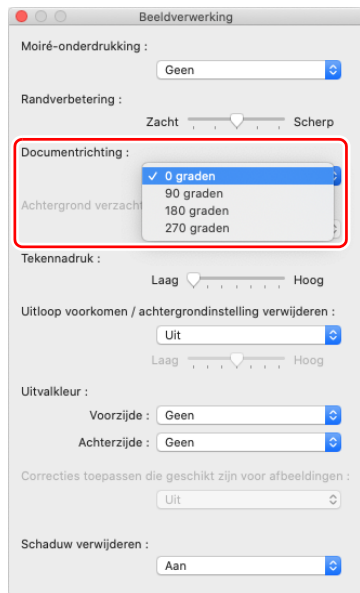 Beeldverwerking
Moiré-onderdrukking :
Geen
Randverbetering :
Zacht Scherp
Documentrichting :
✓ 0 graden
90 graden
Achtergrond verzach
180 graden
270 graden
Tekennadruk :
Laag Hoog
Uitloop voorkomen / achtergrondinstelling verwijderen :
Uit
Laag Hoog
Uitvalkleur :
Voorzijde : Geen
Achterzijde : Geen
Correcties toepassen die geschikt zijn voor afbeeldingen :
Uit
Schaduw verwijderen :
Aan